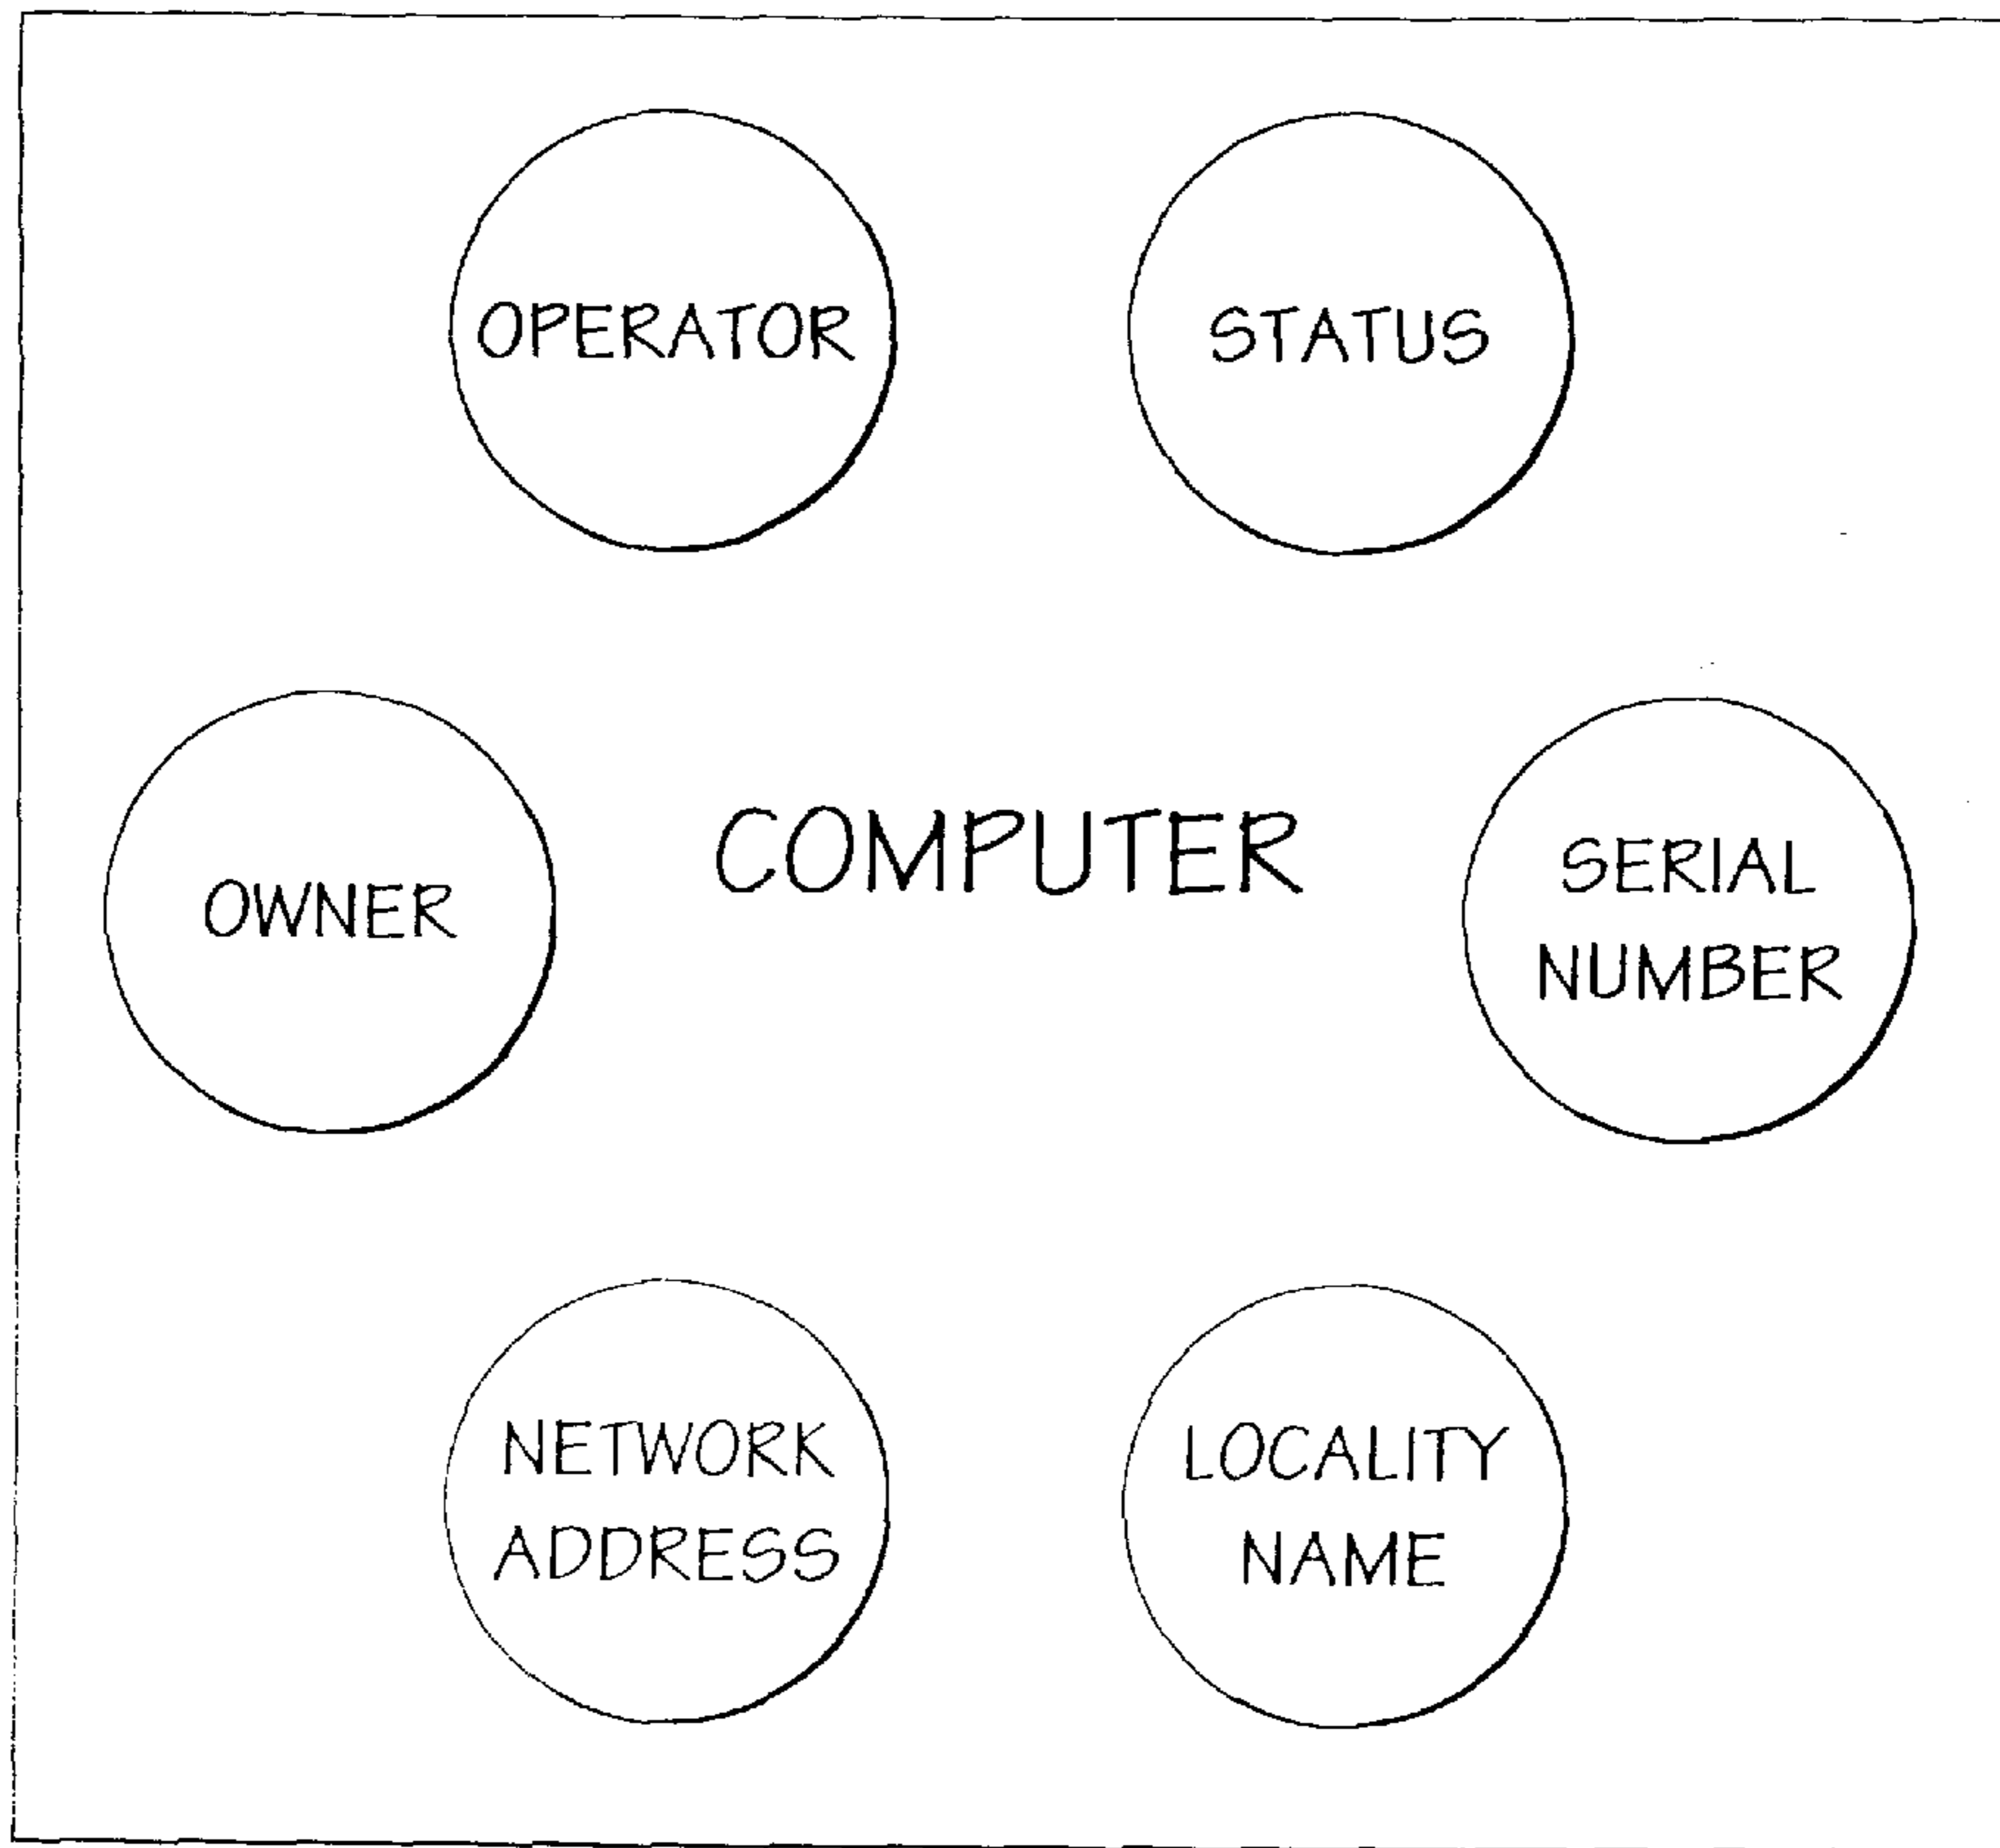 OPERATOR
STATUS
OWNER
COMPUTER
SERIAL
NUMBER
NETWORK
ADDRESS
LOCALITY
NAME